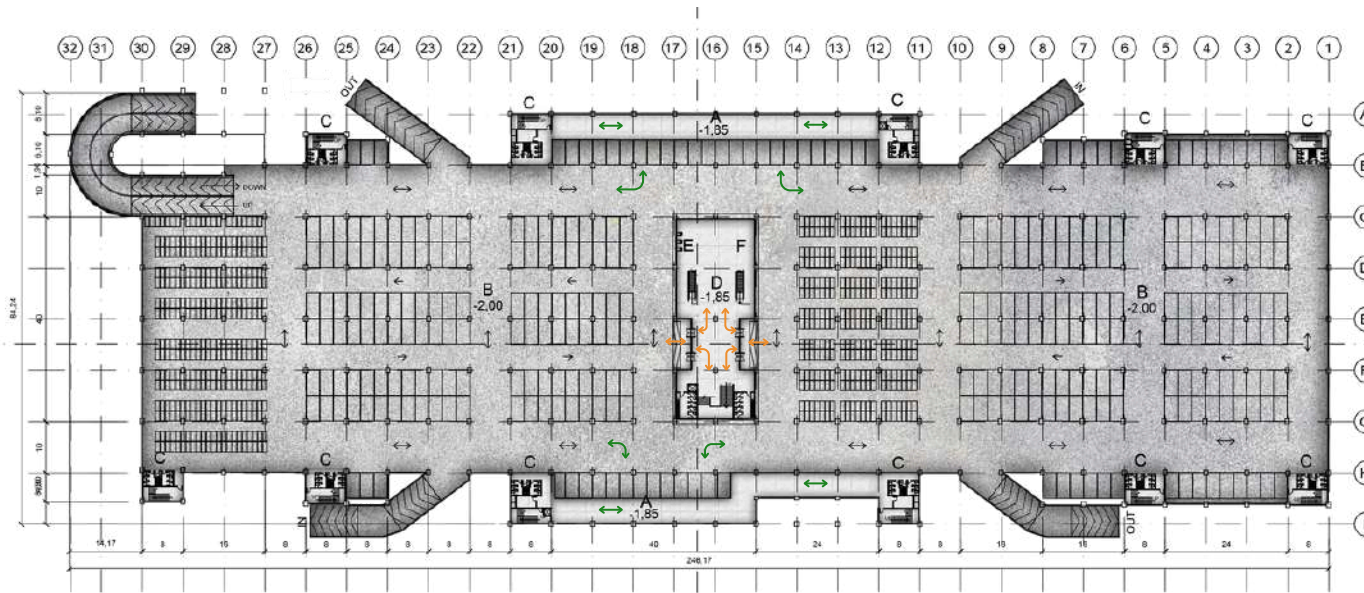 32 31 30 29 28 27 26 25 24 23 22 21 20 19 18 17 16 15 14 13 12 11 10 9 8 7 6 5 4 3 2 1
OUT IN
C C C C C
A
-1,85
DOWN
UP
E F
D
-1,85
B
-2,00
B
-2,00
C C C C C C
A
-1,85
IN OUT
84,24
40
10
10
14,17 8 16 8 8 8 8 8 8 40 24 8 8 16 16 8 24 8
246,17